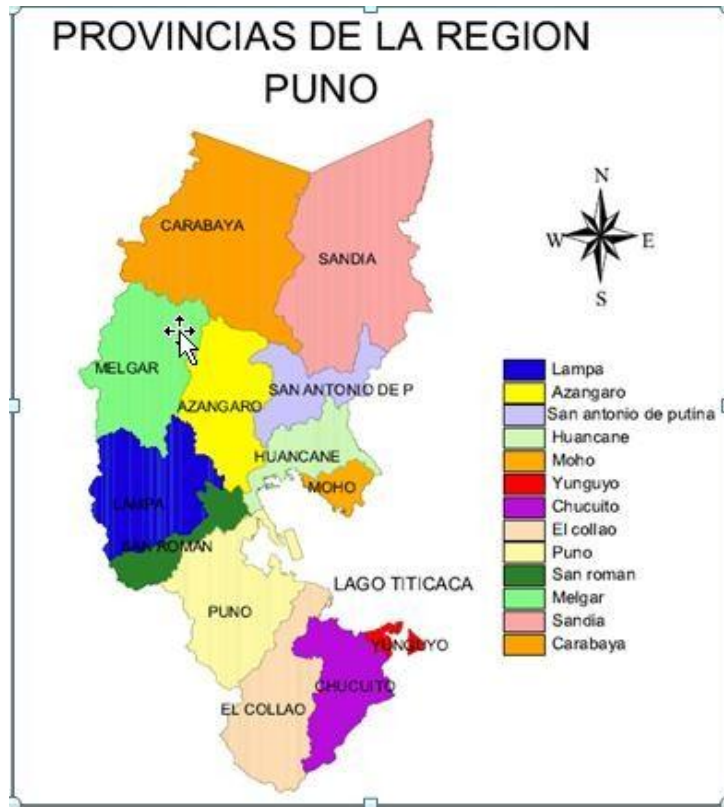 PROVINCIAS DE LA REGION
PUNO
N
W
E
S
CARABAYA
SANDIA
MELGAR
SAN ANTONIO DE P
AZANGARO
HUANCANE
MOHO
LAMPA
SAN ROMAN
LAGO TITICACA
PUNO
YUNGUYO
CHUCUITO
EL COLLAO
Lampa
Azangaro
San antonio de putina
Huancane
Moho
Yunguyo
Chucuito
El collao
Puno
San roman
Melgar
Sandia
Carabaya